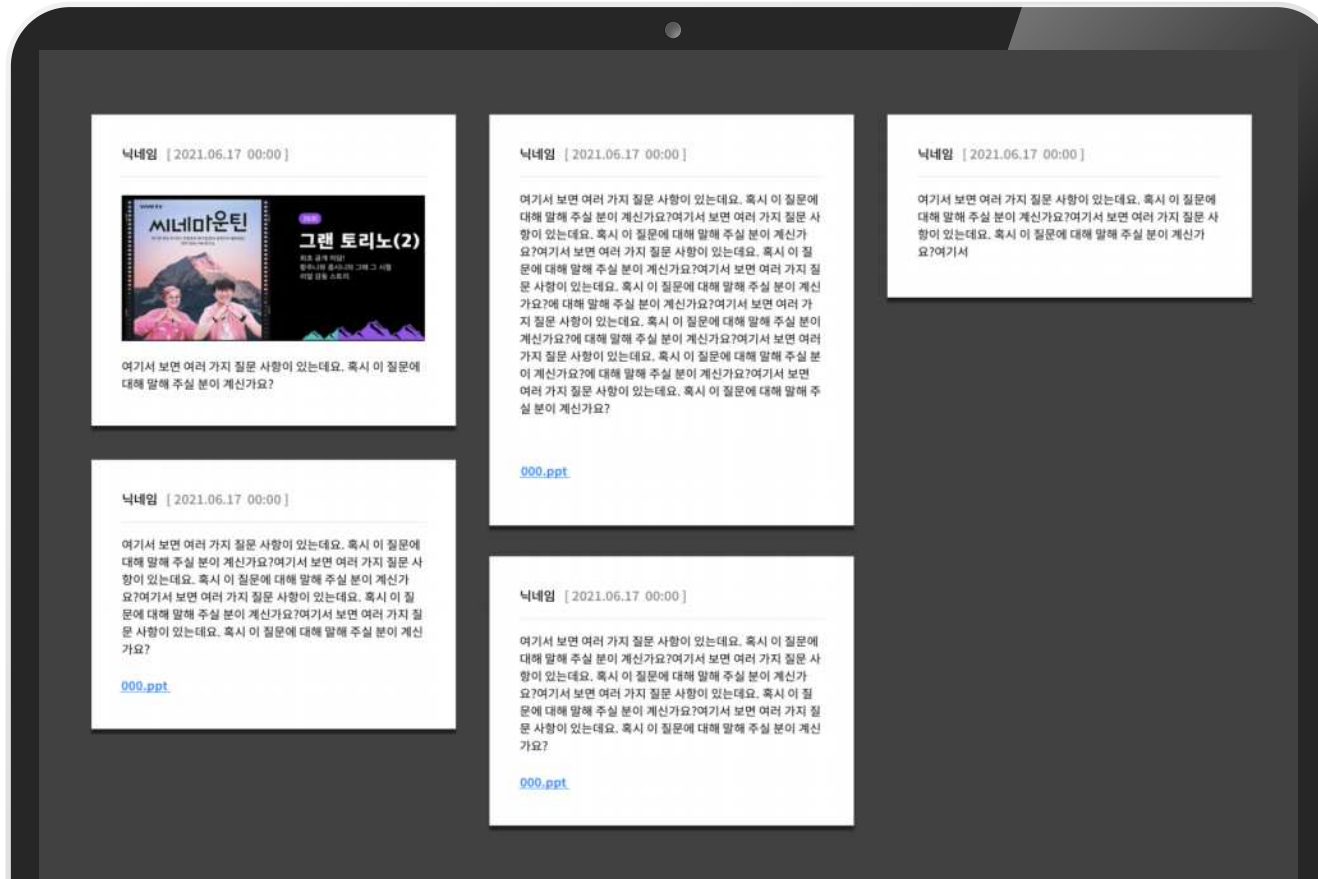 닉네임 [ 2021.06.17 00:00 ]
씨네마운틴
그랜 토리노(2)
최초 공개 미담!
여기서 보면 여러 가지 질문 사항이 있는데요. 혹시 이 질문에
대해 말해 주실 분이 계신가요?
닉네임 [ 2021.06.17 00:00 ]
여기서 보면 여러 가지 질문 사항이 있는데요. 혹시 이 질문에
대해 말해 주실 분이 계신가요?여기서 보면 여러 가지 질문 사
항이 있는데요. 혹시 이 질문에 대해 말해 주실 분이 계신가
요?여기서 보면 여러 가지 질문 사항이 있는데요. 혹시 이 질
문에 대해 말해 주실 분이 계신가요?여기서 보면 여러 가지 질
문 사항이 있는데요. 혹시 이 질문에 대해 말해 주실 분이 계신
가요?
000.ppt
닉네임 [ 2021.06.17 00:00 ]
여기서 보면 여러 가지 질문 사항이 있는데요. 혹시 이 질문에
대해 말해 주실 분이 계신가요?여기서 보면 여러 가지 질문 사
항이 있는데요. 혹시 이 질문에 대해 말해 주실 분이 계신가
요?여기서 보면 여러 가지 질문 사항이 있는데요. 혹시 이 질
문에 대해 말해 주실 분이 계신가요?여기서 보면 여러 가지 질
문 사항이 있는데요. 혹시 이 질문에 대해 말해 주실 분이 계신
가요?에 대해 말해 주실 분이 계신가요?여기서 보면 여러 가
지 질문 사항이 있는데요. 혹시 이 질문에 대해 말해 주실 분이
계신가요?에 대해 말해 주실 분이 계신가요?여기서 보면 여러
가지 질문 사항이 있는데요. 혹시 이 질문에 대해 말해 주실 분
이 계신가요?에 대해 말해 주실 분이 계신가요?여기서 보면
여러 가지 질문 사항이 있는데요. 혹시 이 질문에 대해 말해 주
실 분이 계신가요?
000.ppt
닉네임 [ 2021.06.17 00:00 ]
여기서 보면 여러 가지 질문 사항이 있는데요. 혹시 이 질문에
대해 말해 주실 분이 계신가요?여기서 보면 여러 가지 질문 사
항이 있는데요. 혹시 이 질문에 대해 말해 주실 분이 계신가
요?여기서 보면 여러 가지 질문 사항이 있는데요. 혹시 이 질
문에 대해 말해 주실 분이 계신가요?여기서 보면 여러 가지 질
문 사항이 있는데요. 혹시 이 질문에 대해 말해 주실 분이 계신
가요?
000.ppt
닉네임 [ 2021.06.17 00:00 ]
여기서 보면 여러 가지 질문 사항이 있는데요. 혹시 이 질문에
대해 말해 주실 분이 계신가요?여기서 보면 여러 가지 질문 사
항이 있는데요. 혹시 이 질문에 대해 말해 주실 분이 계신가
요?여기서